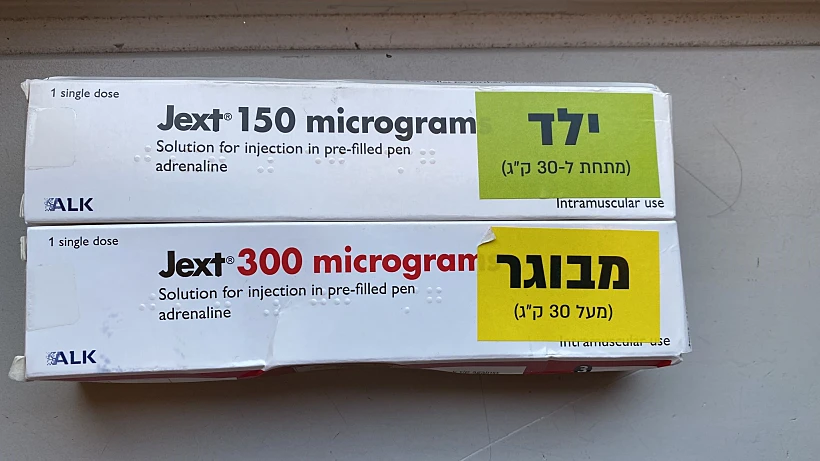 1 single dose
Jext® 150 micrograms
Solution for injection in pre-filled pen
adrenaline
ילד
(מתחת ל-30 ק"ג)
ALK
Intramuscular use
1 single dose
Jext® 300 micrograms
Solution for injection in pre-filled pen
adrenaline
מבוגר
(מעל 30 ק"ג)
ALK
Intramuscular use